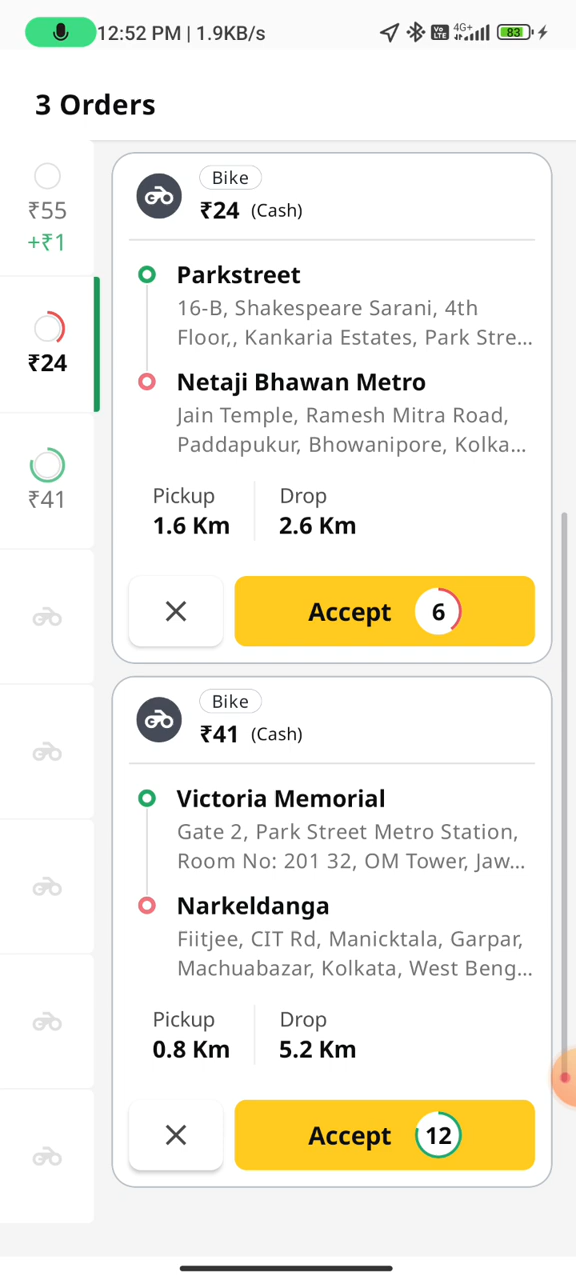 12:52 PM | 1.9KB/s
Vo LTE
4G+
83
3 Orders
₹55
+₹1
₹24
₹41
Bike
₹24 (Cash)
Parkstreet
16-B, Shakespeare Sarani, 4th
Floor,, Kankaria Estates, Park Stre...
Netaji Bhawan Metro
Jain Temple, Ramesh Mitra Road,
Paddapukur, Bhowanipore, Kolka...
Pickup Drop
1.6 Km 2.6 Km
Accept 6
Bike
₹41 (Cash)
Victoria Memorial
Gate 2, Park Street Metro Station,
Room No: 201 32, OM Tower, Jaw...
Narkeldanga
Fiitjee, CIT Rd, Manicktala, Garpar,
Machuabazar, Kolkata, West Beng...
Pickup Drop
0.8 Km 5.2 Km
Accept 12